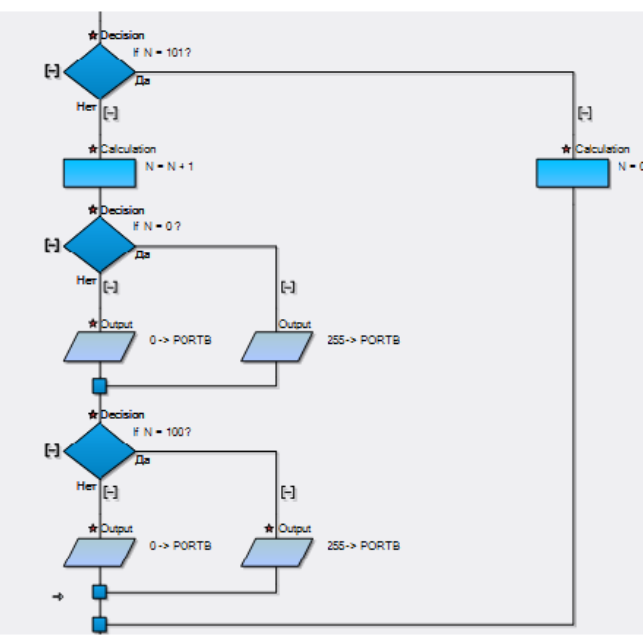 Decision
If N = 101?
[-]
Да
Нет
[-]
[-]
Calculation
N = N + 1
Calculation
N = 0
Decision
If N = 0?
[-]
Да
Нет
[-]
[-]
Output
0 -> PORTB
Output
255-> PORTB
Decision
If N = 100?
[-]
Да
Нет
[-]
[-]
Output
0 -> PORTB
Output
255-> PORTB